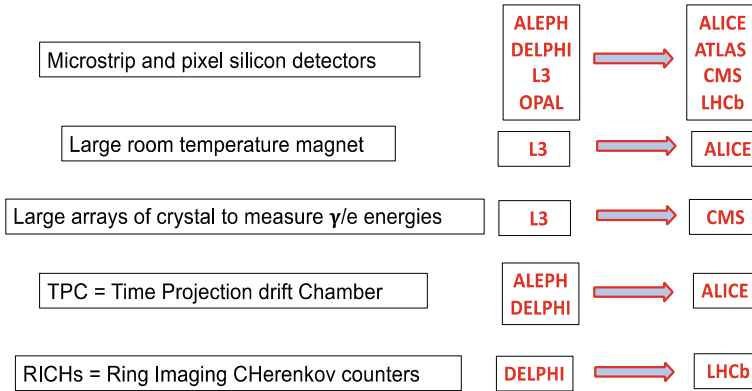 Microstrip and pixel silicon detectors
ALEPH
DELPHI
L3
OPAL
ALICE
ATLAS
CMS
LHCb
Large room temperature magnet
L3
ALICE
Large arrays of crystal to measure γ/e energies
L3
CMS
TPC = Time Projection drift Chamber
ALEPH
DELPHI
ALICE
RICHs = Ring Imaging CHerenkov counters
DELPHI
LHCb